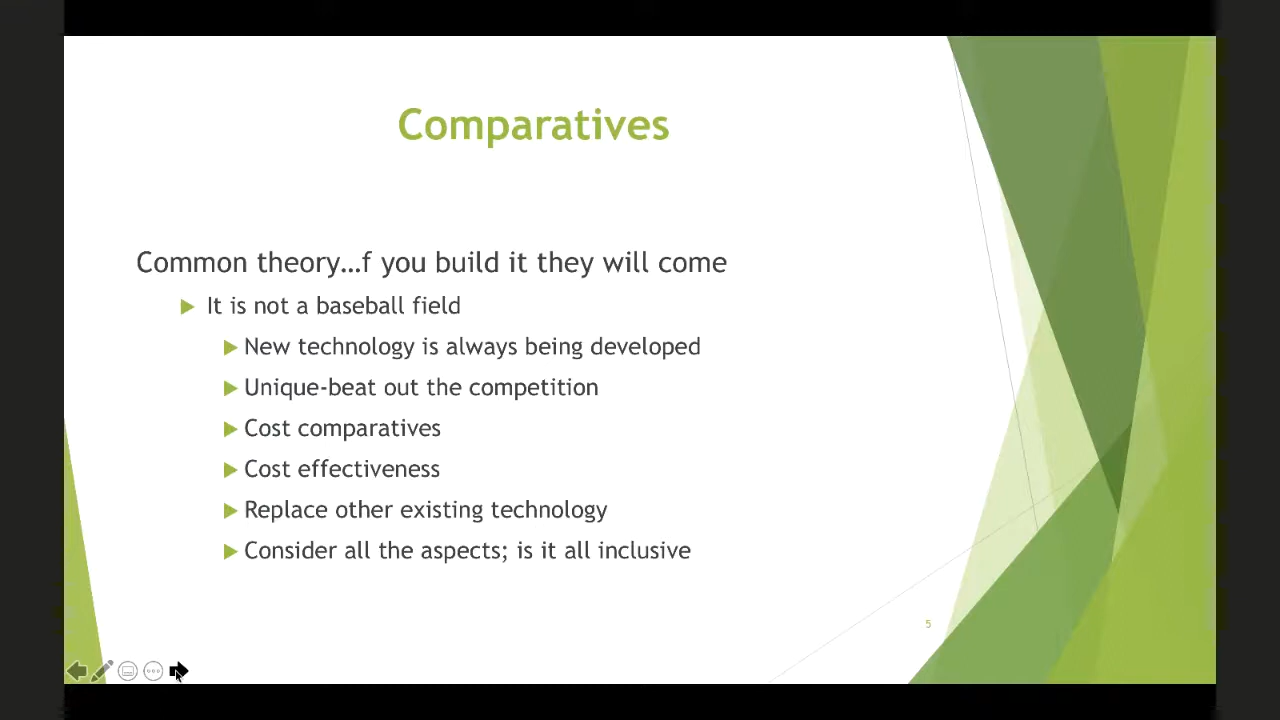 Comparatives
Common theory…f you build it they will come
It is not a baseball field
New technology is always being developed
Unique-beat out the competition
Cost comparatives
Cost effectiveness
Replace other existing technology
Consider all the aspects; is it all inclusive
5